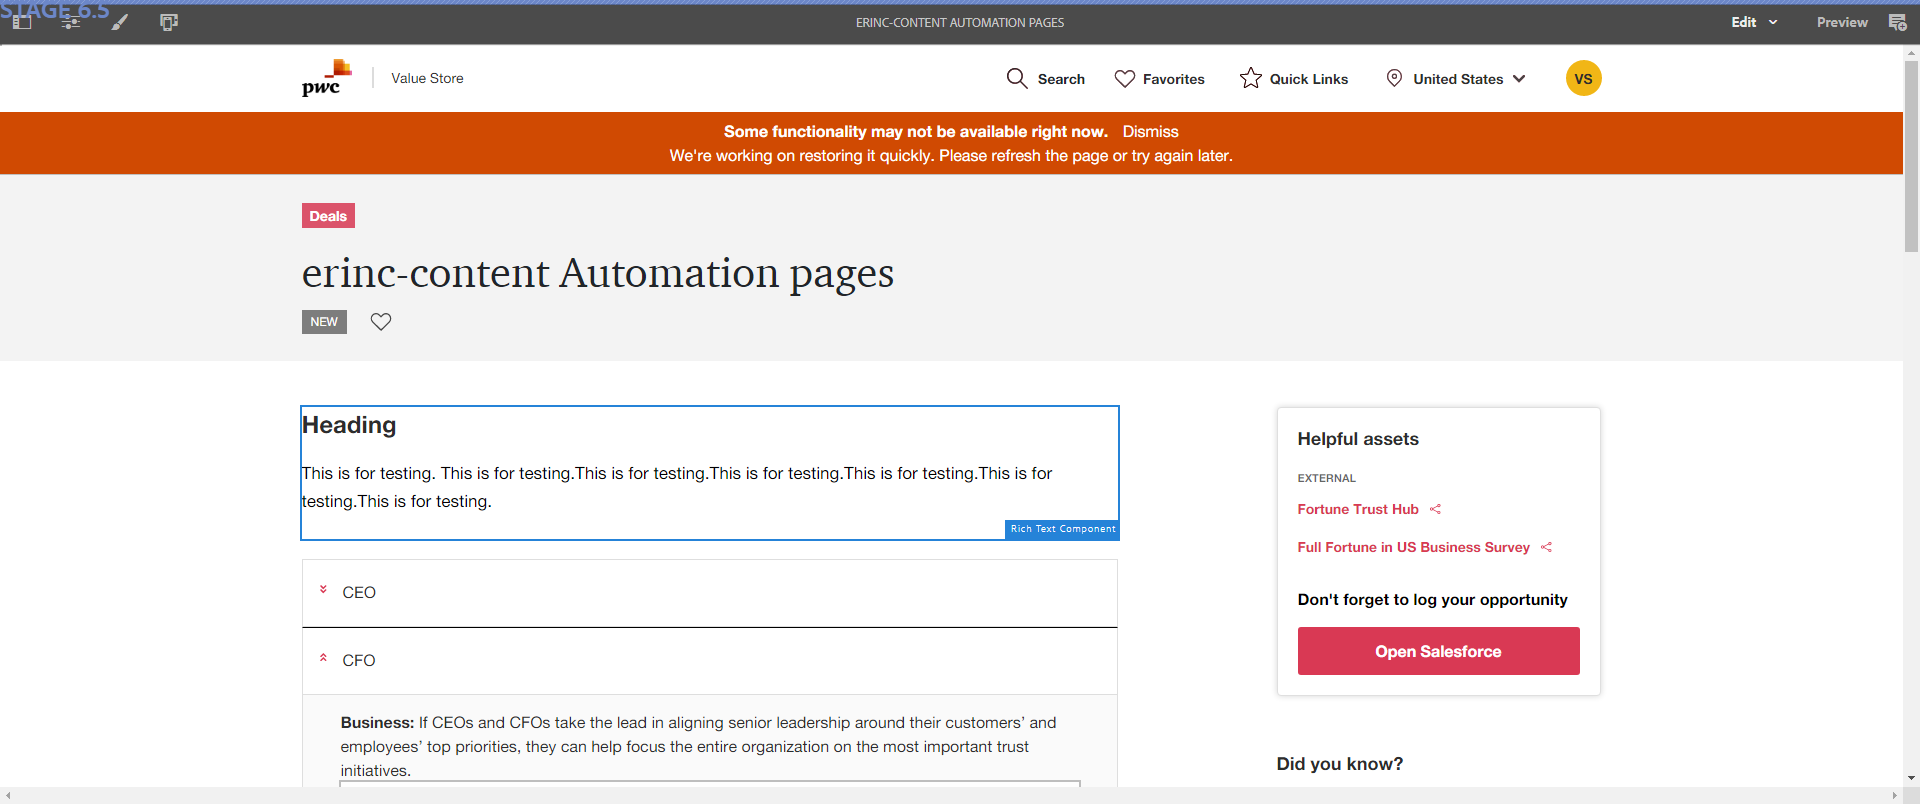 STAGE 6.5
ERINC-CONTENT AUTOMATION PAGES
Edit
Preview
pwc
Value Store
Search
Favorites
Quick Links
United States
VS
Some functionality may not be available right now. Dismiss
We're working on restoring it quickly. Please refresh the page or try again later.
Deals
erinc-content Automation pages
NEW
Heading
This is for testing. This is for testing.This is for testing.This is for testing.This is for testing.This is for
testing.This is for testing.
Rich Text Component
CEO
CFO
Business: If CEOs and CFOs take the lead in aligning senior leadership around their customers’ and
employees’ top priorities, they can help focus the entire organization on the most important trust
initiatives.
Helpful assets
EXTERNAL
Fortune Trust Hub
Full Fortune in US Business Survey
Don't forget to log your opportunity
Open Salesforce
Did you know?